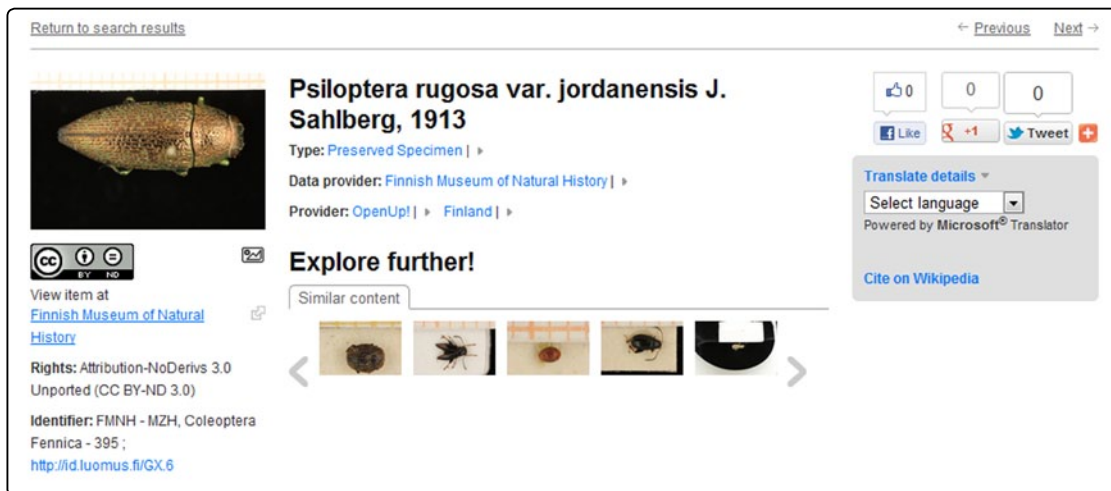 Return to search results
← Previous Next →
Psiloptera rugosa var. jordanensis J.
Sahlberg, 1913
Type: Preserved Specimen |
Data provider: Finnish Museum of Natural History |
Provider: OpenUp! | Finland |
Explore further!
Similar content
cc BY ND
View item at
Finnish Museum of Natural
History
Rights: Attribution-NoDerivs 3.0
Unported (CC BY-ND 3.0)
Identifier: FMNH - MZH, Coleoptera
Fennica - 395 ;
http://id.luomus.fi/GX.6
0 0 0
Like +1 Tweet
Translate details
Select language
Powered by Microsoft® Translator
Cite on Wikipedia